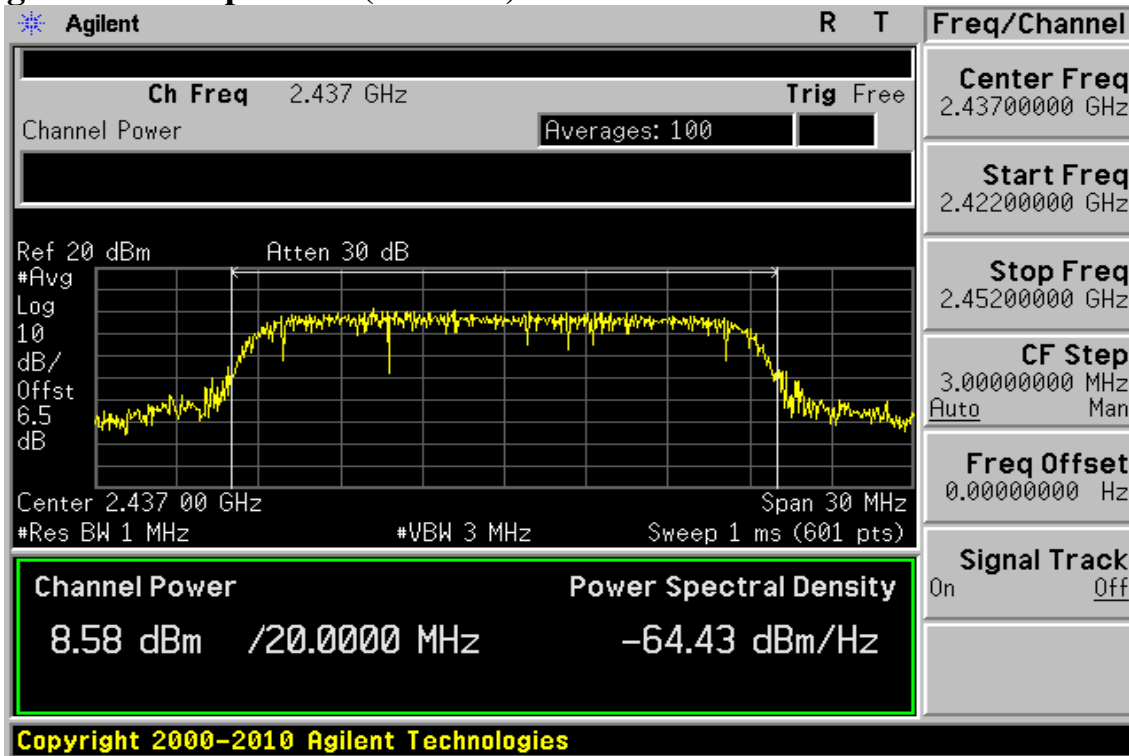 Agilent R T
Ch Freq 2.437 GHz Trig Free
Channel Power Averages: 100
Ref 20 dBm Atten 30 dB
#Avg
Log
10
dB/
Offst
6.5
dB
Center 2.437 00 GHz Span 30 MHz
#Res BW 1 MHz #VBW 3 MHz Sweep 1 ms (601 pts)
Channel Power Power Spectral Density
8.58 dBm /20.0000 MHz -64.43 dBm/Hz
Copyright 2000-2010 Agilent Technologies
Freq/Channel
Center Freq
2.43700000 GHz
Start Freq
2.42200000 GHz
Stop Freq
2.45200000 GHz
CF Step
3.00000000 MHz
Auto Man
Freq Offset
0.00000000 Hz
Signal Track
On Off